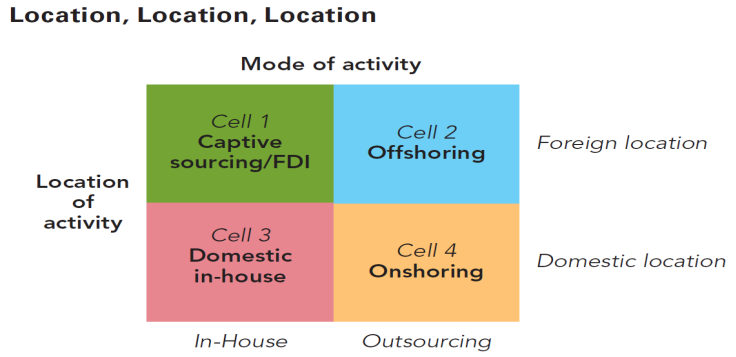 Location, Location, Location
Mode of activity
Cell 1
Captive
sourcing/FDI
Cell 2
Offshoring
Foreign location
Location
of
activity
Cell 3
Domestic
in-house
Cell 4
Onshoring
Domestic location
In-House
Outsourcing